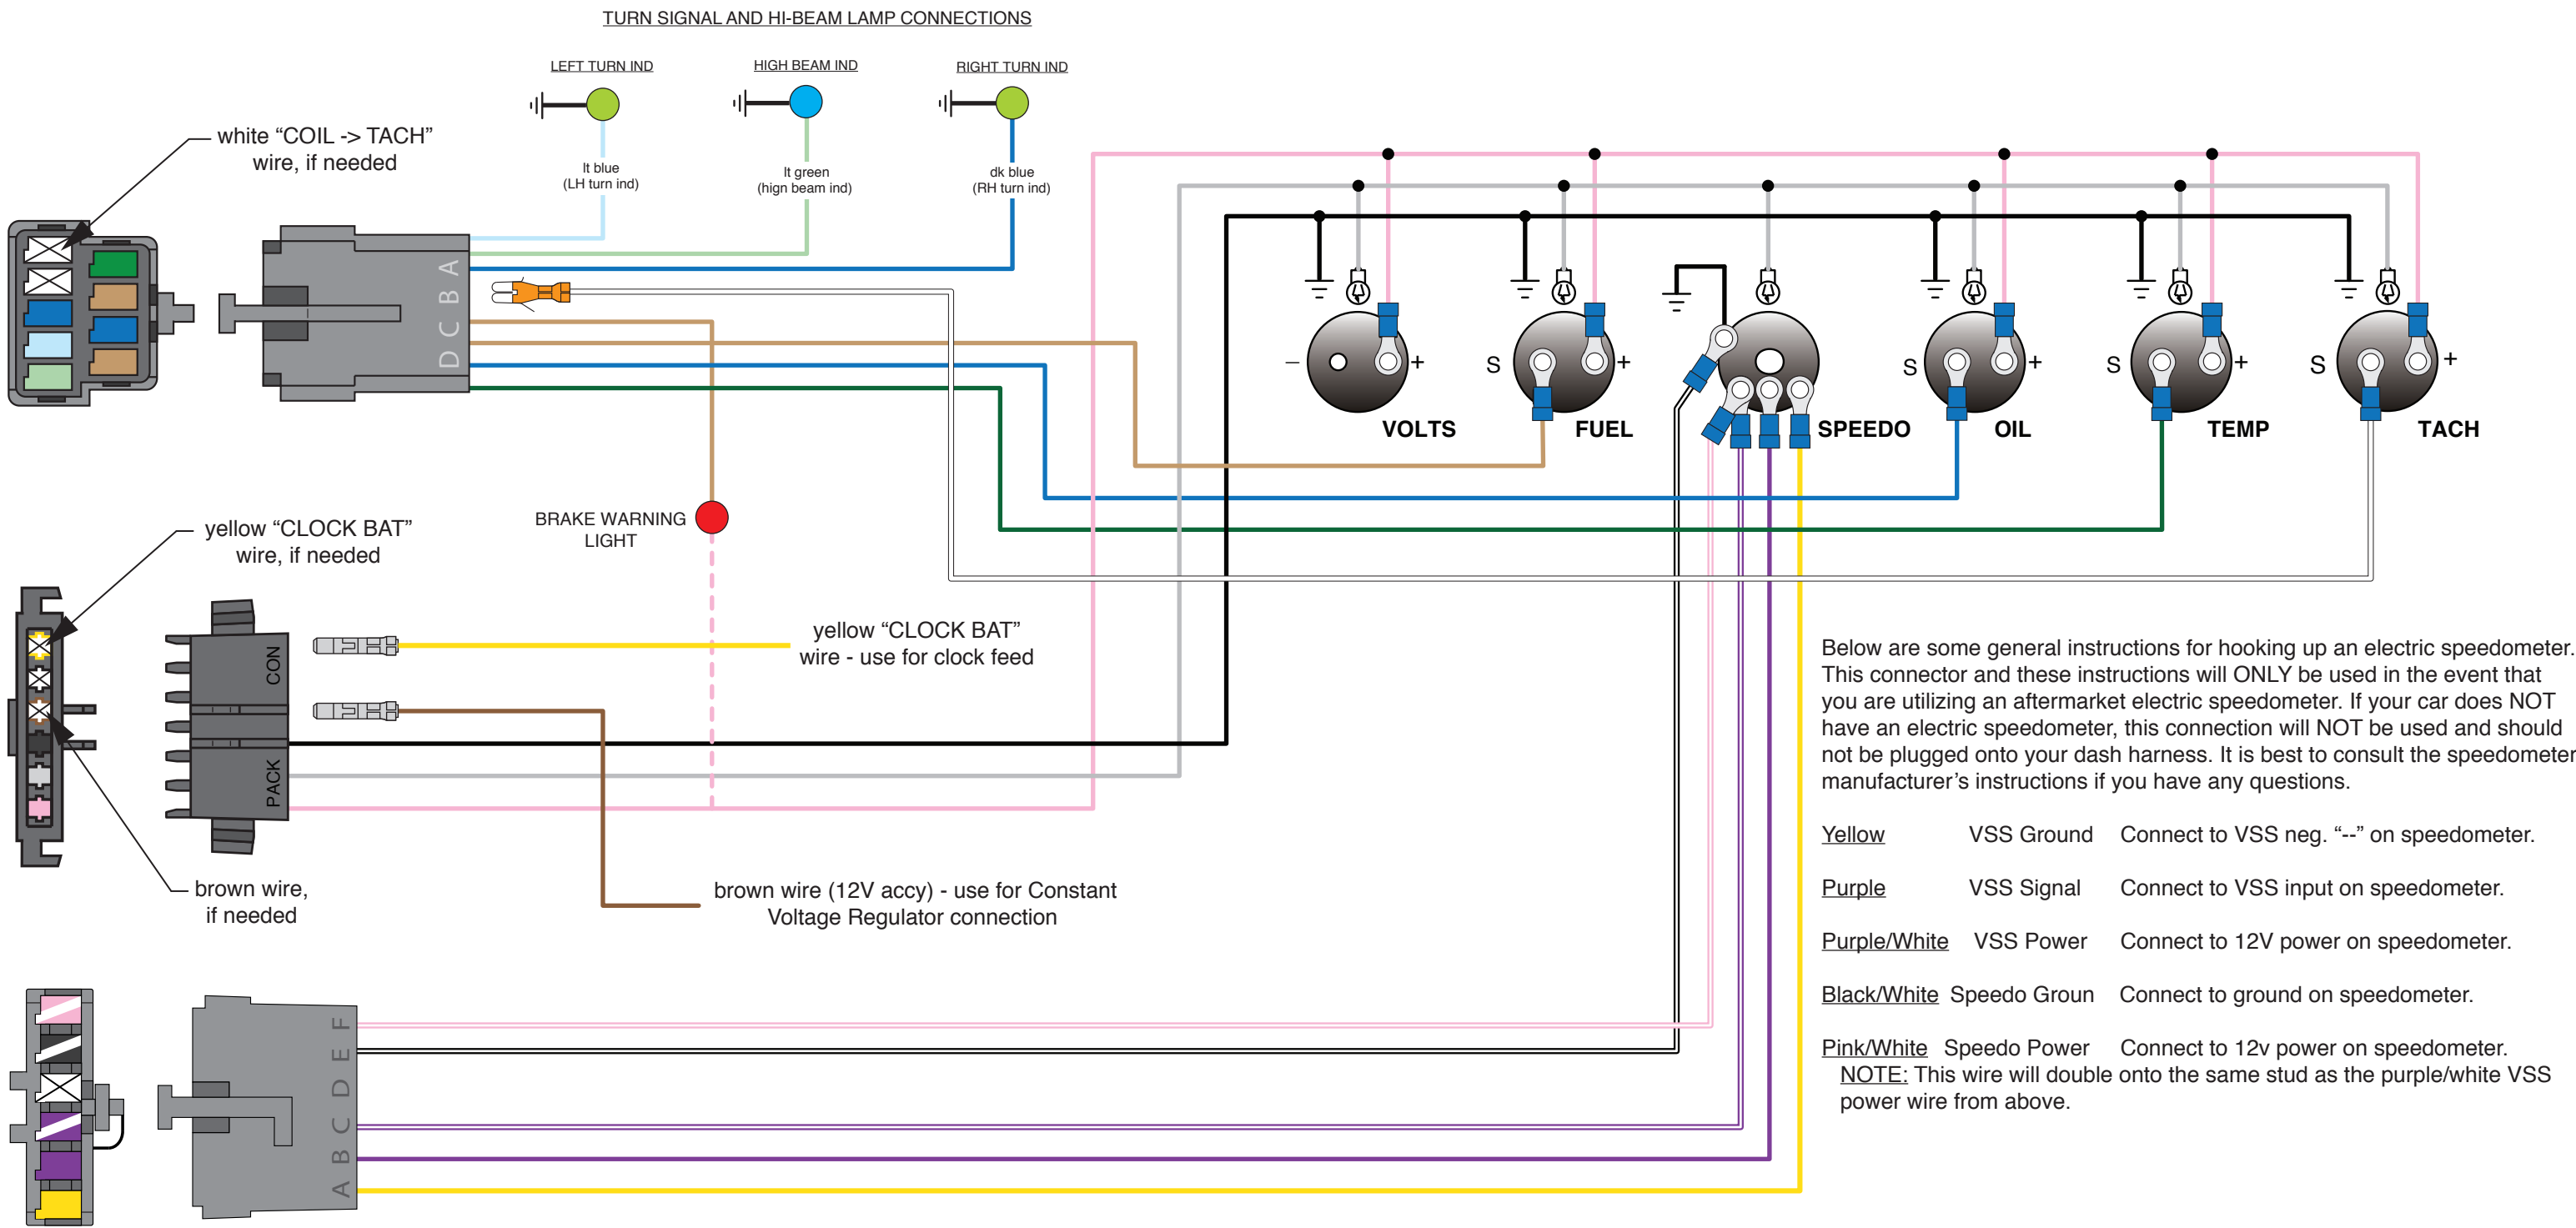 TURN SIGNAL AND HI-BEAM LAMP CONNECTIONS
LEFT TURN IND
HIGH BEAM IND
RIGHT TURN IND
white “COIL -> TACH”
wire, if needed
lt blue
(LH turn ind)
lt green
(hign beam ind)
dk blue
(RH turn ind)
A
B
C
D
–
+
VOLTS
S
+
FUEL
SPEEDO
S
+
OIL
S
+
TEMP
S
+
TACH
BRAKE WARNING
LIGHT
yellow “CLOCK BAT”
wire, if needed
CON
PACK
yellow “CLOCK BAT”
wire - use for clock feed
brown wire,
if needed
brown wire (12V accy) - use for Constant
Voltage Regulator connection
Below are some general instructions for hooking up an electric speedometer.
This connector and these instructions will ONLY be used in the event that
you are utilizing an aftermarket electric speedometer. If your car does NOT
have an electric speedometer, this connection will NOT be used and should
not be plugged onto your dash harness. It is best to consult the speedometer
manufacturer’s instructions if you have any questions.
Yellow VSS Ground Connect to VSS neg. “--” on speedometer.
Purple VSS Signal Connect to VSS input on speedometer.
Purple/White VSS Power Connect to 12V power on speedometer.
Black/White Speedo Groun Connect to ground on speedometer.
Pink/White Speedo Power Connect to 12v power on speedometer.
NOTE: This wire will double onto the same stud as the purple/white VSS
power wire from above.
F
E
D
C
B
A